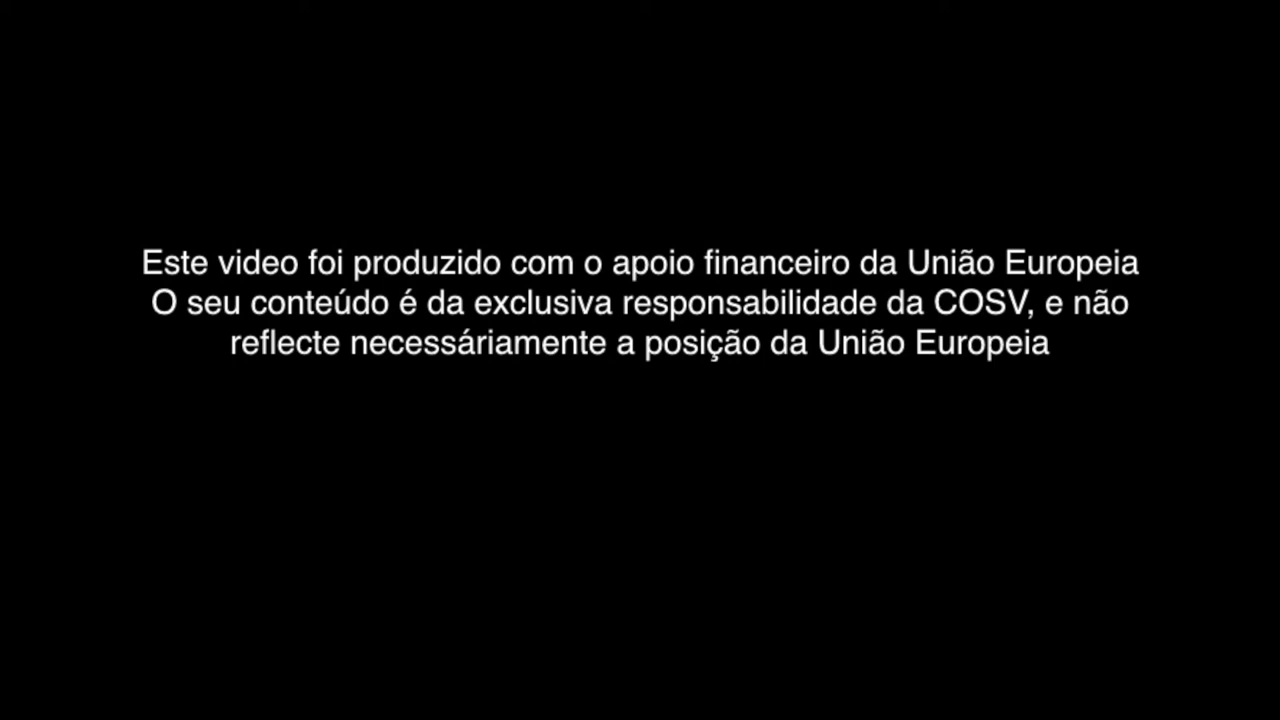 Este video foi produzido com o apoio financeiro da União Europeia
O seu conteúdo é da exclusiva responsabilidade da COSV, e não
reflecte necessáriamente a posição da União Europeia